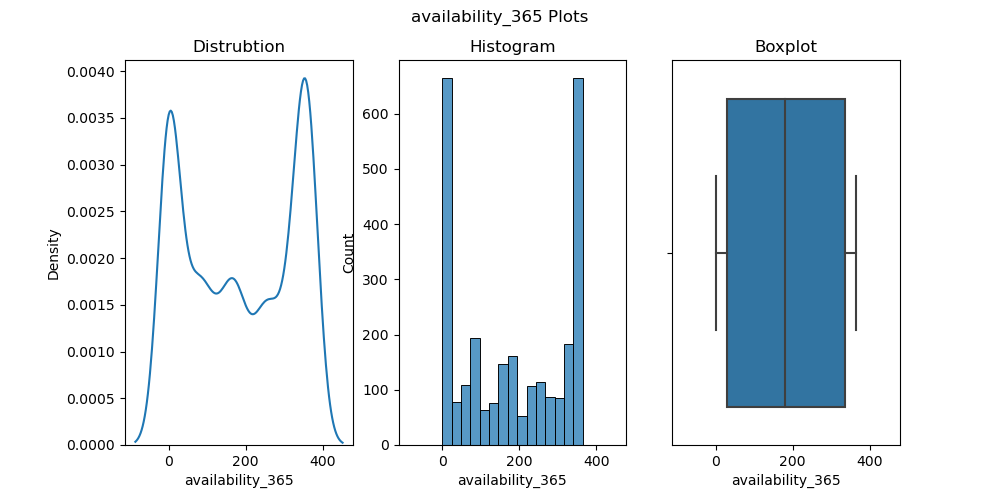 availability_365 Plots
Distrubtion
Density
0.0040
0.0035
0.0030
0.0025
0.0020
0.0015
0.0010
0.0005
0.0000
0 200 400
availability_365
Histogram
Count
600
500
400
300
200
100
0
0 200 400
availability_365
Boxplot
0 200 400
availability_365